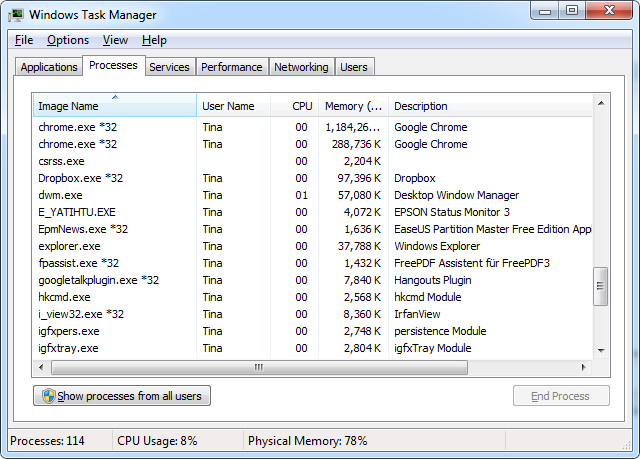 Windows Task Manager
File Options View Help
Applications Processes Services Performance Networking Users
Image Name User Name CPU Memory (... Description
chrome.exe *32 Tina 00 1,184,26... Google Chrome
chrome.exe *32 Tina 00 288,736 K Google Chrome
csrss.exe 00 2,204 K
Dropbox.exe *32 Tina 00 97,396 K Dropbox
dwm.exe Tina 01 57,080 K Desktop Window Manager
E_YATIHTU.EXE Tina 00 4,072 K EPSON Status Monitor 3
EpmNews.exe *32 Tina 00 1,636 K EaseUS Partition Master Free Edition App
explorer.exe Tina 00 37,788 K Windows Explorer
fpassist.exe *32 Tina 00 1,432 K FreePDF Assistent für FreePDF3
googletalkplugin.exe *32 Tina 00 7,840 K Hangouts Plugin
hkcmd.exe Tina 00 2,568 K hkcmd Module
i_view32.exe *32 Tina 00 8,360 K IrfanView
igfxpers.exe Tina 00 2,748 K persistence Module
igfxtray.exe Tina 00 2,804 K igfxTray Module
Show processes from all users End Process
Processes: 114 CPU Usage: 8% Physical Memory: 78%